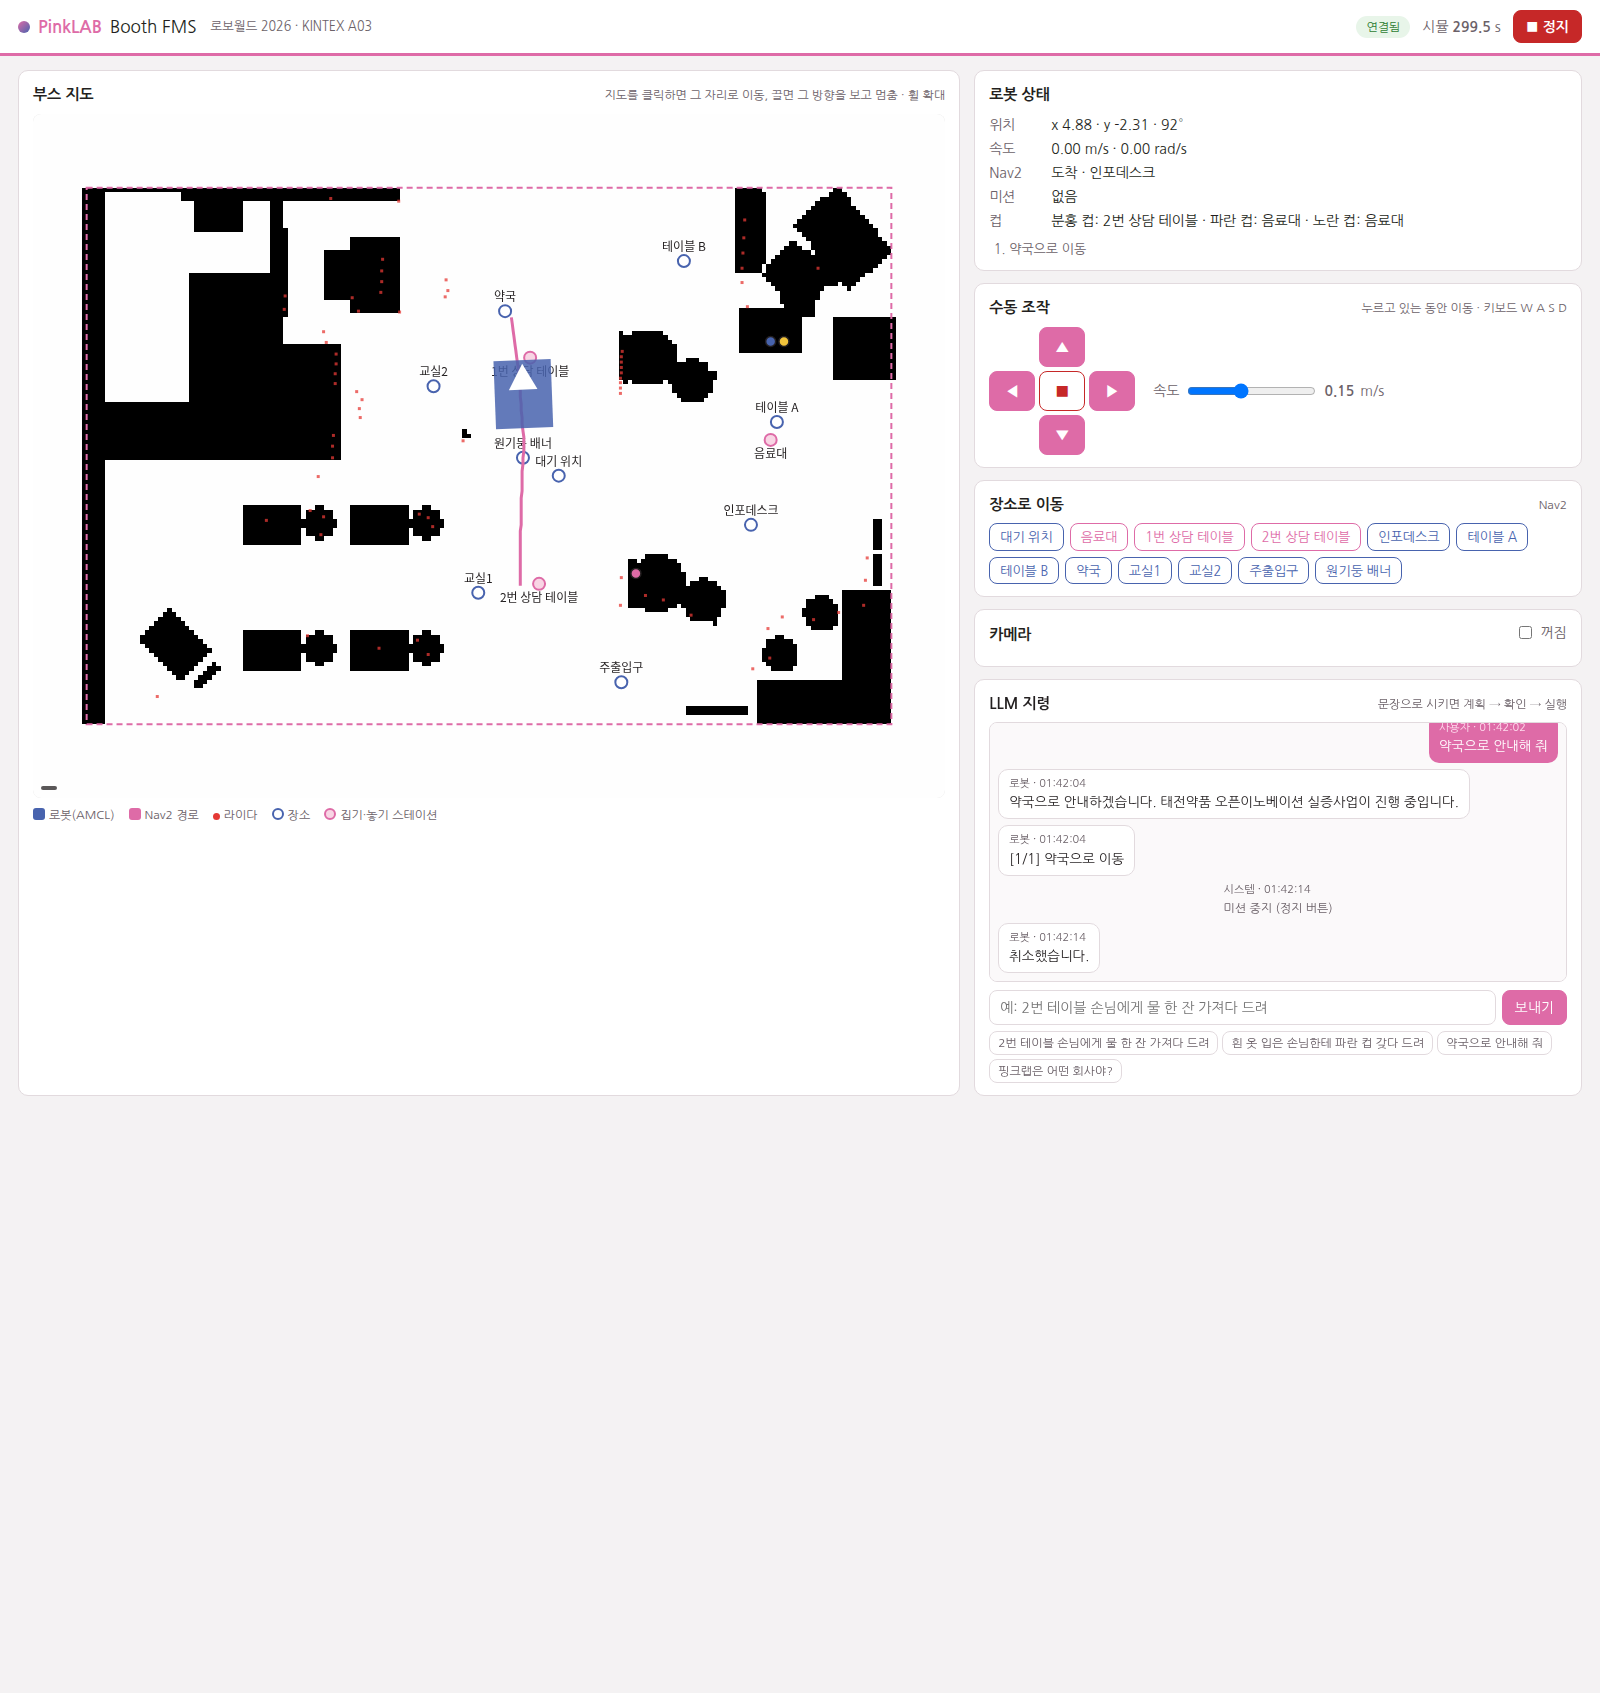 PinkLAB Booth FMS 로보월드 2026 · KINTEX A03
연결됨 시뮬 299.5 s ■ 정지
부스 지도
지도를 클릭하면 그 자리로 이동, 끌면 그 방향을 보고 멈춤 · 휠 확대
테이블 B
약국
1번 상담 테이블
교실2
테이블 A
원기둥 배너
음료대
대기 위치
인포데스크
교실1
2번 상담 테이블
주출입구
로봇(AMCL) Nav2 경로 라이다 장소 집기·놓기 스테이션
로봇 상태
위치 x 4.88 · y -2.31 · 92°
속도 0.00 m/s · 0.00 rad/s
Nav2 도착 · 인포데스크
미션 없음
컵 분홍 컵: 2번 상담 테이블 · 파란 컵: 음료대 · 노란 컵: 음료대
1. 약국으로 이동
수동 조작 누르고 있는 동안 이동 · 키보드 W A S D
▲
◀ ■ ▶
▼
속도 0.15 m/s
장소로 이동 Nav2
대기 위치 음료대 1번 상담 테이블 2번 상담 테이블 인포데스크 테이블 A
테이블 B 약국 교실1 교실2 주출입구 원기둥 배너
카메라 꺼짐
LLM 지령 문장으로 시키면 계획 → 확인 → 실행
사용자 · 01:42:02
약국으로 안내해 줘
로봇 · 01:42:04
약국으로 안내하겠습니다. 태전약품 오픈이노베이션 실증사업이 진행 중입니다.
로봇 · 01:42:04
[1/1] 약국으로 이동
시스템 · 01:42:14
미션 중지 (정지 버튼)
로봇 · 01:42:14
취소했습니다.
예: 2번 테이블 손님에게 물 한 잔 가져다 드려 보내기
2번 테이블 손님에게 물 한 잔 가져다 드려 흰 옷 입은 손님한테 파란 컵 갖다 드려 약국으로 안내해 줘
핑크랩은 어떤 회사야?